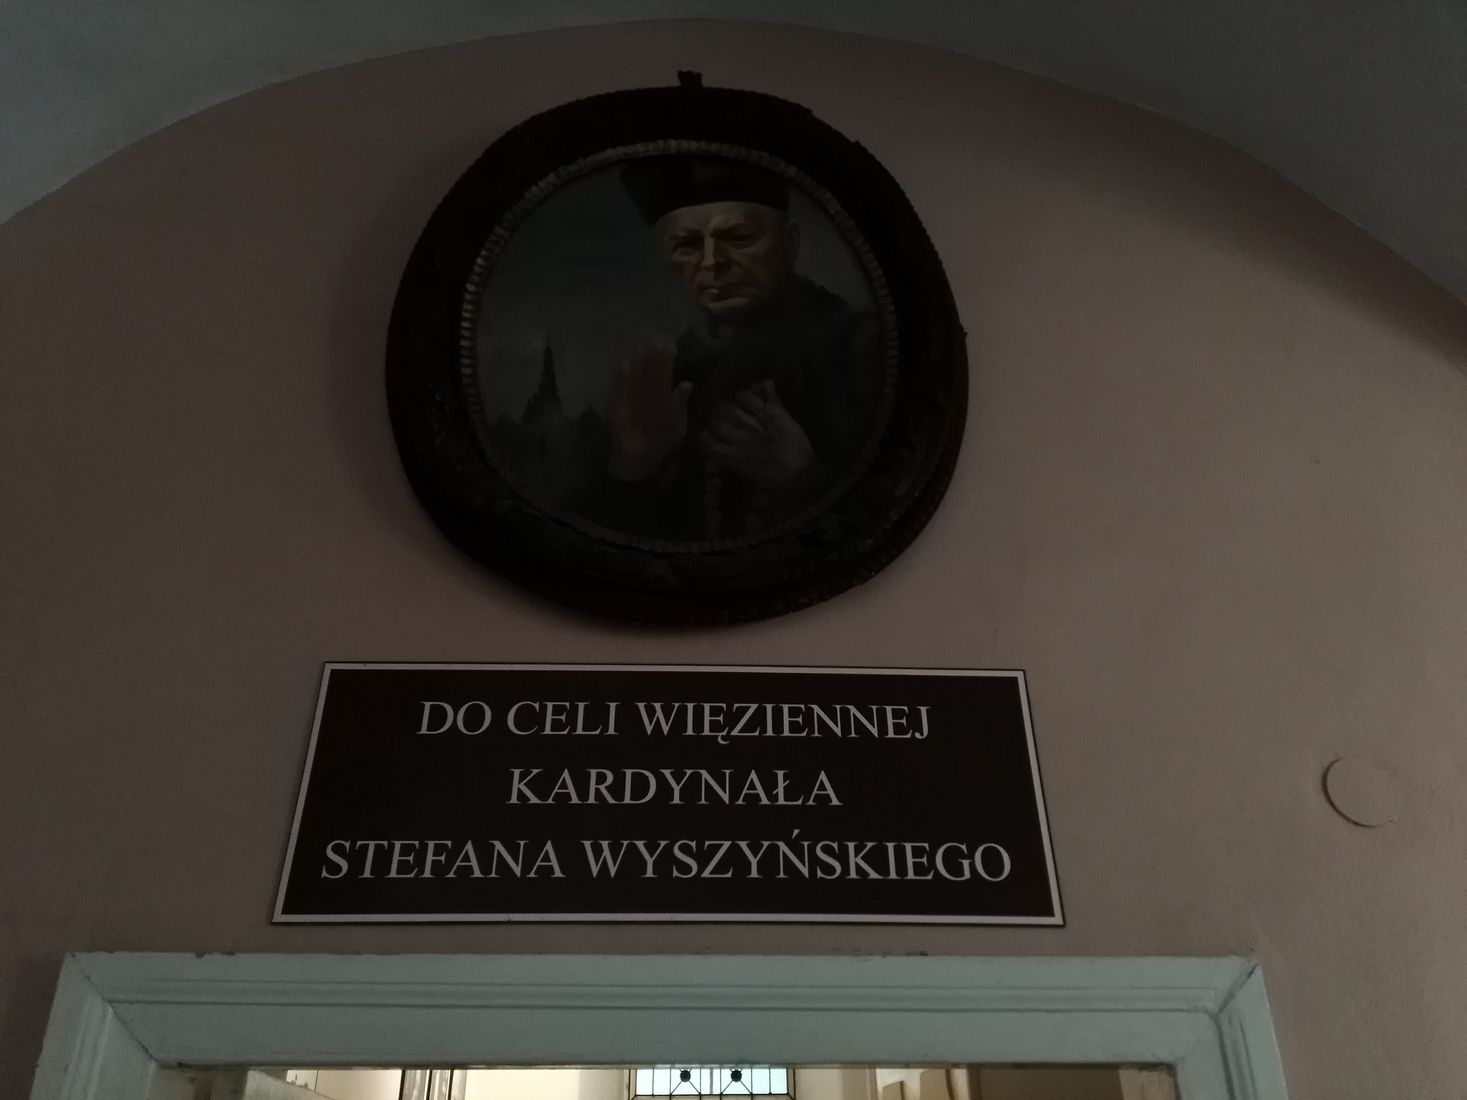 DO CELI WIĘZIENNEJ
KARDYNAŁA
STEFANA WYSZYŃSKIEGO